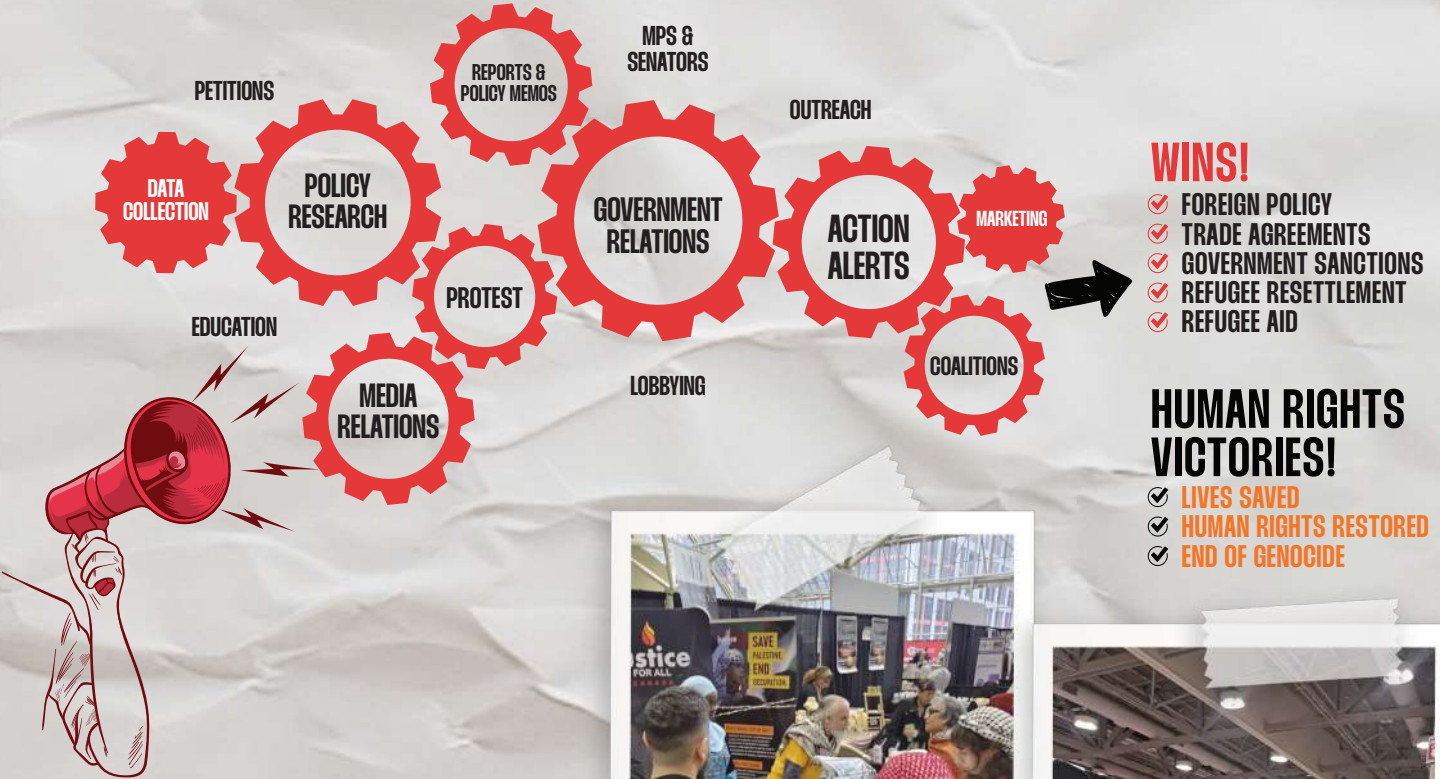 PETITIONS
DATA
COLLECTION
POLICY
RESEARCH
REPORTS &
POLICY MEMOS
MPS &
SENATORS
OUTREACH
GOVERNMENT
RELATIONS
ACTION
ALERTS
MARKETING
PROTEST
EDUCATION
MEDIA
RELATIONS
LOBBYING
COALITIONS
WINS!
FOREIGN POLICY
TRADE AGREEMENTS
GOVERNMENT SANCTIONS
REFUGEE RESETTLEMENT
REFUGEE AID
HUMAN RIGHTS
VICTORIES!
LIVES SAVED
HUMAN RIGHTS RESTORED
END OF GENOCIDE
stice
FOR ALL
CANADA
SAVE
PALESTINE
END
OCCUPATION